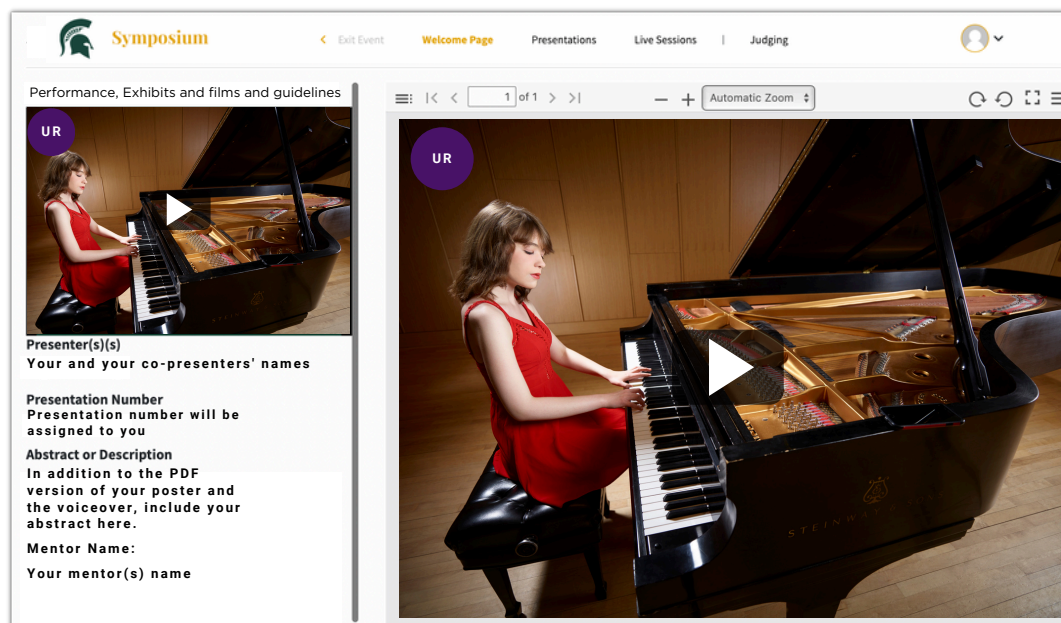 Symposium
Exit Event
Welcome Page
Presentations
Live Sessions
|
Judging
Performance, Exhibits and films and guidelines
UR
Presenter(s)(s)
Your and your co-presenters' names
Presentation Number
Presentation number will be
assigned to you
Abstract or Description
In addition to the PDF
version of your poster and
the voiceover, include your
abstract here.
Mentor Name:
Your mentor(s) name
1 of 1
Automatic Zoom
UR
STEINWAY